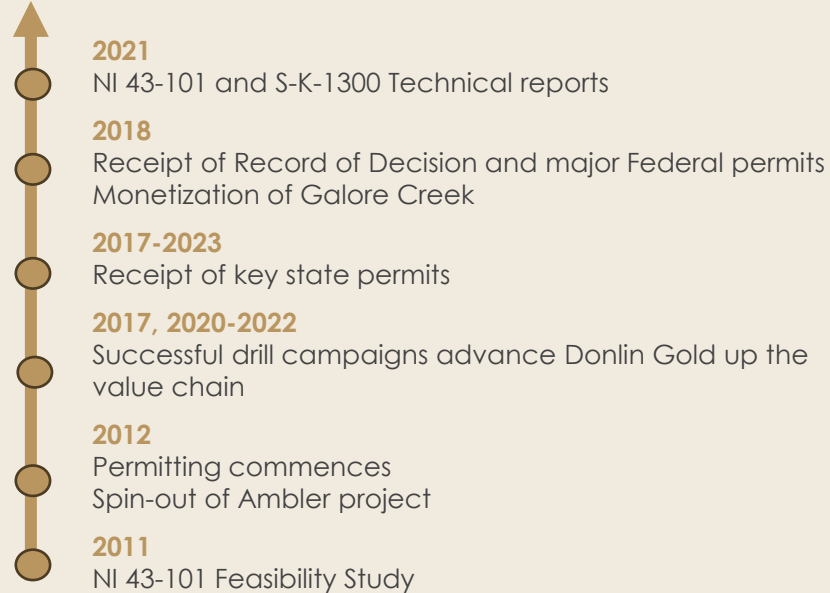 2021
NI 43-101 and S-K-1300 Technical reports
2018
Receipt of Record of Decision and major Federal permits
Monetization of Galore Creek
2017-2023
Receipt of key state permits
2017, 2020-2022
Successful drill campaigns advance Donlin Gold up the
value chain
2012
Permitting commences
Spin-out of Ambler project
2011
NI 43-101 Feasibility Study